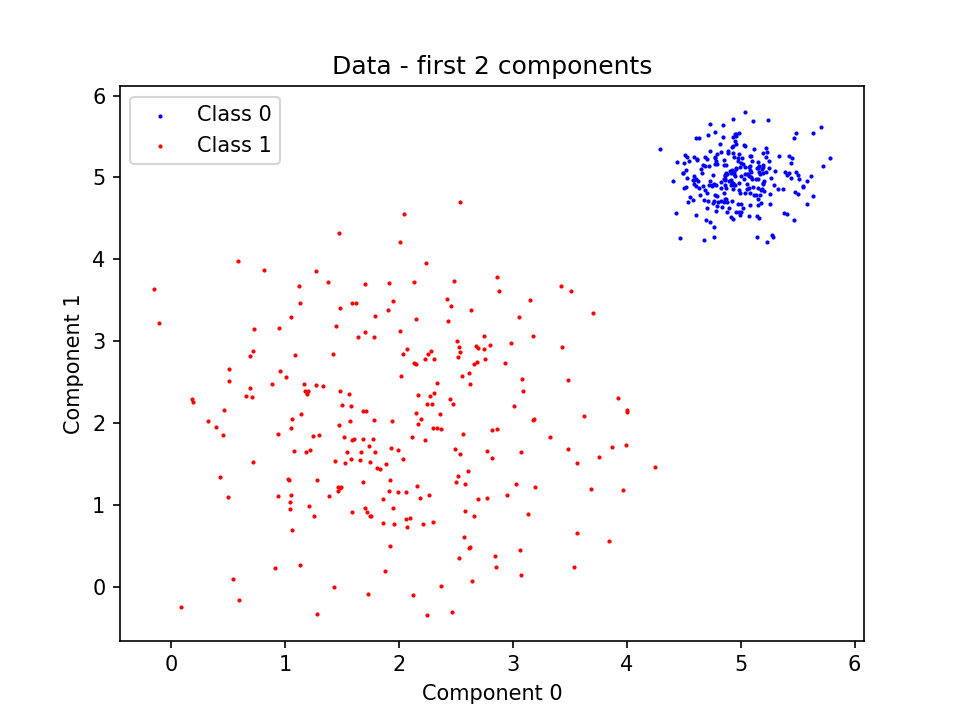 Data - first 2 components
Class 0
Class 1
Component 1
6
5
4
3
2
1
0
0 1 2 3 4 5 6
Component 0